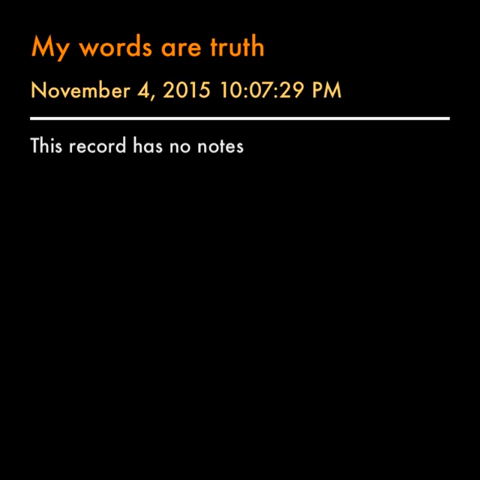 My words are truth
November 4, 2015 10:07:29 PM
This record has no notes